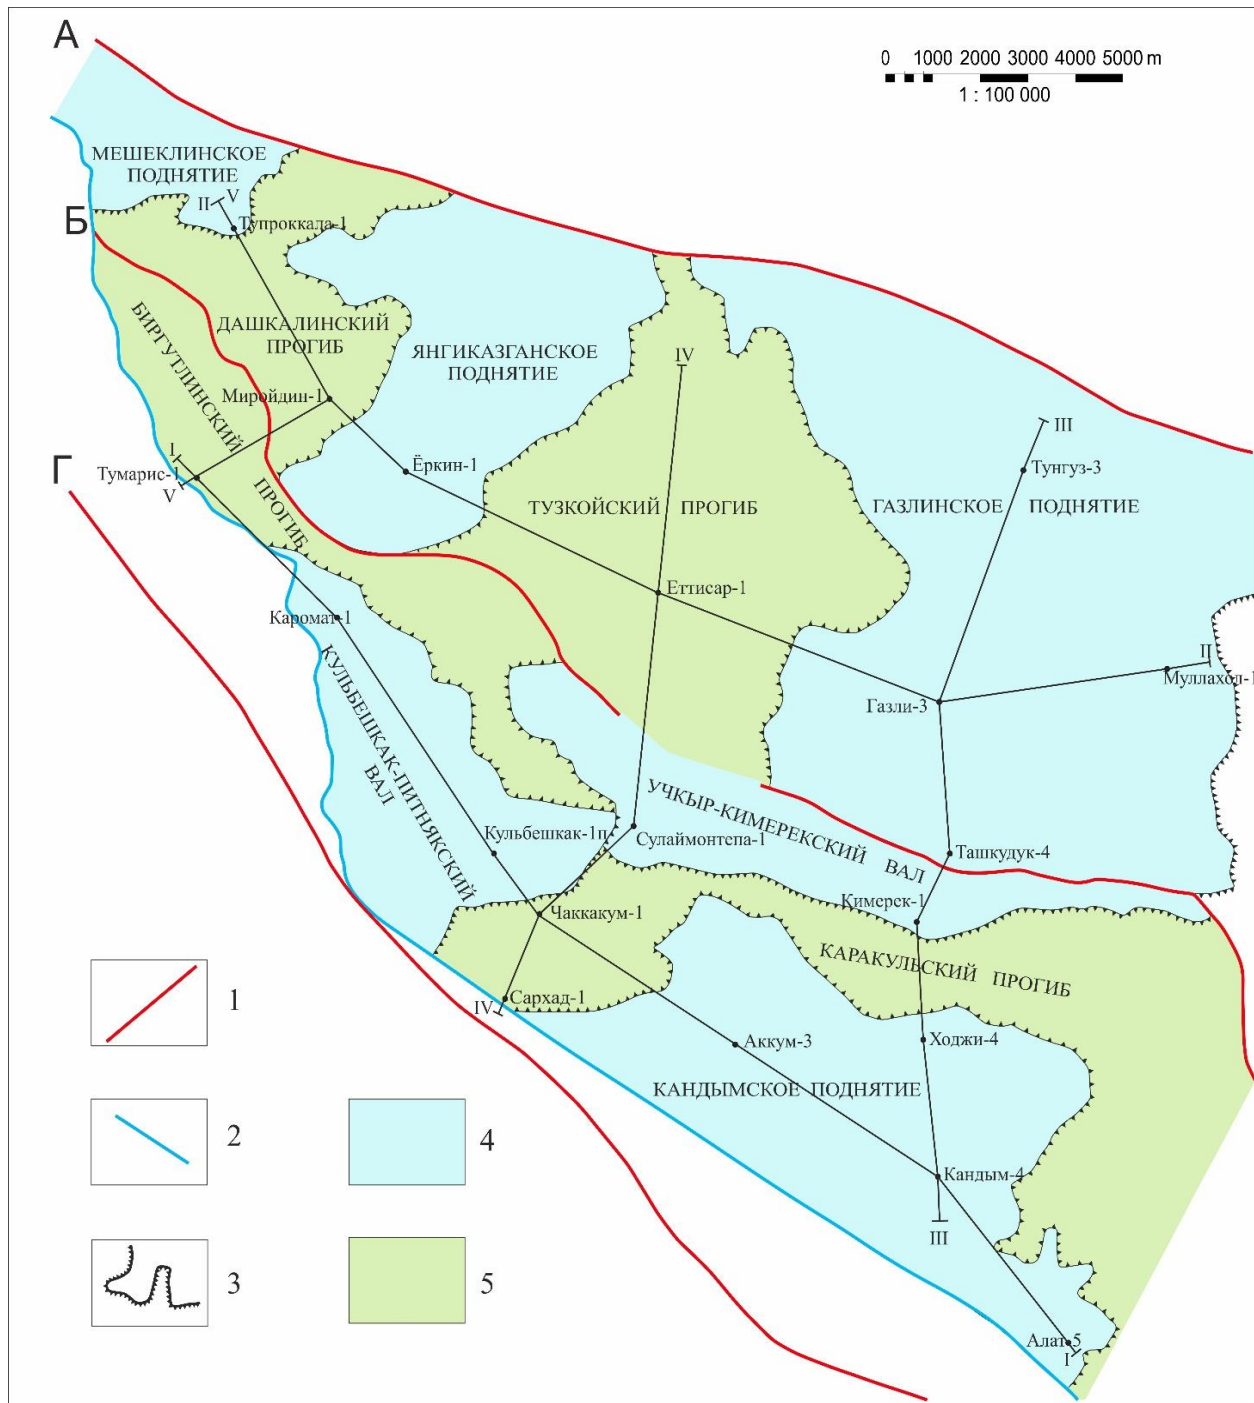 А
0 1000 2000 3000 4000 5000 m
1 : 100 000
МЕШЕКЛИНСКОЕ
ПОДНЯТИЕ
II
V
Тупроккала-1
Б
БИРГУТЛИНСКИЙ
ПРОГИБ
ДАШКАЛИНСКИЙ
ПРОГИБ
ЯНГИКАЗГАНСКОЕ
ПОДНЯТИЕ
IV
Миройдин-1
III
I
Тумарис-1
V
Г
Ёркин-1
Тунгуз-3
ТУЗКОЙСКИЙ ПРОГИБ
ГАЗЛИНСКОЕ ПОДНЯТИЕ
Еттисар-1
Каромат-1
II
Муллахол-1
Газли-3
КУЛЬБЕШКАК-ПИТНЯКСКИЙ
ВАЛ
УЧКЫР-КИМЕРЕКСКИЙ ВАЛ
Кульбешкак-1п
Сулаймонтепа-1
Ташкудук-4
Кимерек-1
Чаккакум-1
КАРАКУЛЬСКИЙ ПРОГИБ
Сархад-1
IV
Аккум-3
Ходжи-4
КАНДЫМСКОЕ ПОДНЯТИЕ
Кандым-4
III
Алат-5
I
1
2
4
3
5